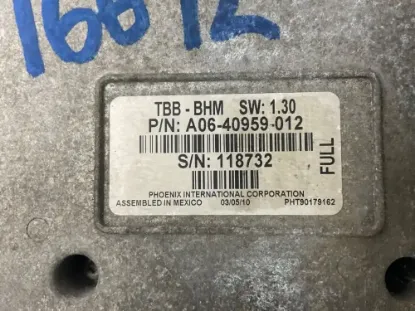 16612
TBB - BHM SW: 1.30
P/N: A06-40959-012
S/N: 118732
FULL
PHOENIX INTERNATIONAL CORPORATION
ASSEMBLED IN MEXICO 03/05/10 PHT90179162